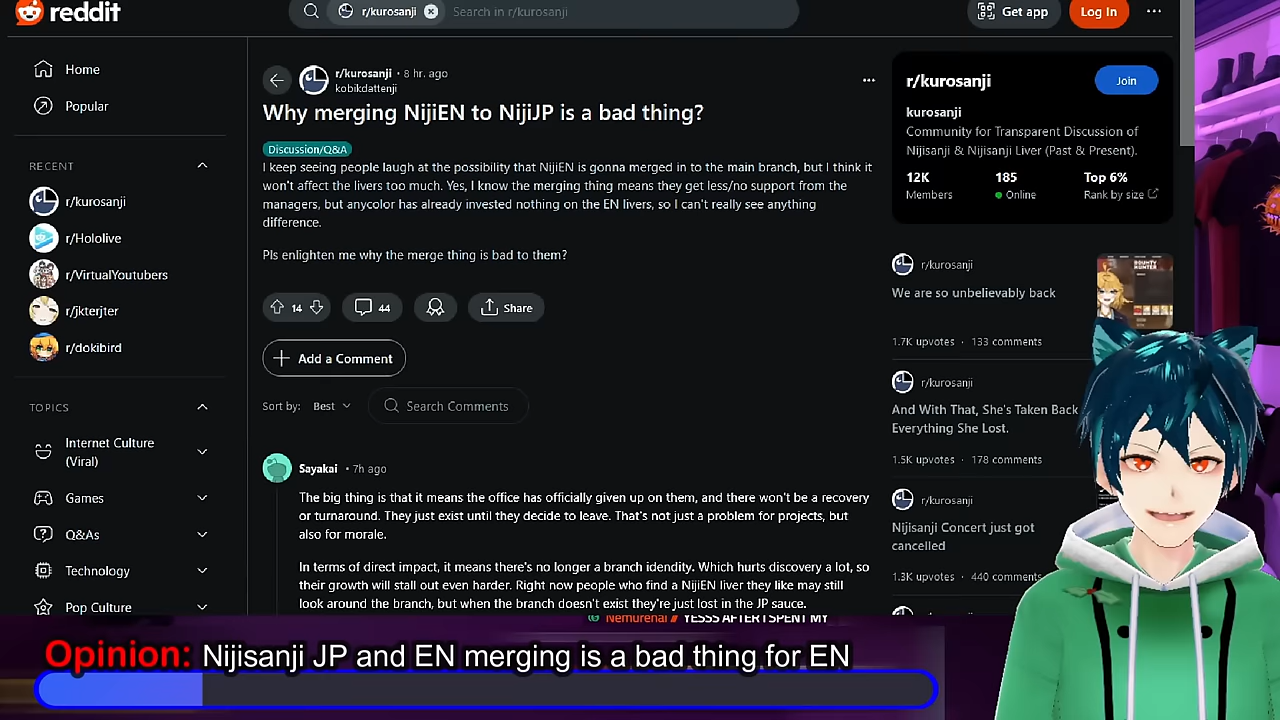 reddit
r/kurosanji
Search in r/kurosanji
Get app
Log In
Home
Popular
RECENT
r/kurosanji
r/Hololive
r/VirtualYoutubers
r/jkterjter
r/dokibird
TOPICS
Internet Culture
(Viral)
Games
Q&As
Technology
Pop Culture
r/kurosanji • 8 hr. ago
kobikdattenji
Why merging NijiEN to NijiJP is a bad thing?
Discussion/Q&A
I keep seeing people laugh at the possibility that NijiEN is gonna merged in to the main branch, but I think it
won't affect the livers too much. Yes, I know the merging thing means they get less/no support from the
managers, but anycolor has already invested nothing on the EN livers, so I can't really see anything
difference.
Pls enlighten me why the merge thing is bad to them?
14
44
Share
Add a Comment
Sort by:
Best
Search Comments
Sayakai • 7h ago
The big thing is that it means the office has officially given up on them, and there won't be a recovery
or turnaround. They just exist until they decide to leave. That's not just a problem for projects, but
also for morale.
In terms of direct impact, it means there's no longer a branch idendity. Which hurts discovery a lot, so
their growth will stall out even harder. Right now people who find a NijiEN liver they like may still
look around the branch, but when the branch doesn't exist they're just lost in the JP sauce.
r/kurosanji
Join
kurosanji
Community for Transparent Discussion of
Nijisanji & Nijisanji Liver (Past & Present).
12K
185
Top 6%
Members
Online
Rank by size
r/kurosanji
We are so unbelievably back
BOUNTY
HUNTER
1.7K upvotes • 133 comments
r/kurosanji
And With That, She's Taken Back
Everything She Lost.
1.5K upvotes • 178 comments
r/kurosanji
Nijisanji Concert just got
cancelled
1.3K upvotes • 440 comments
Nemurenai // YESSS AFTER I SPENT MY
Opinion: Nijisanji JP and EN merging is a bad thing for EN